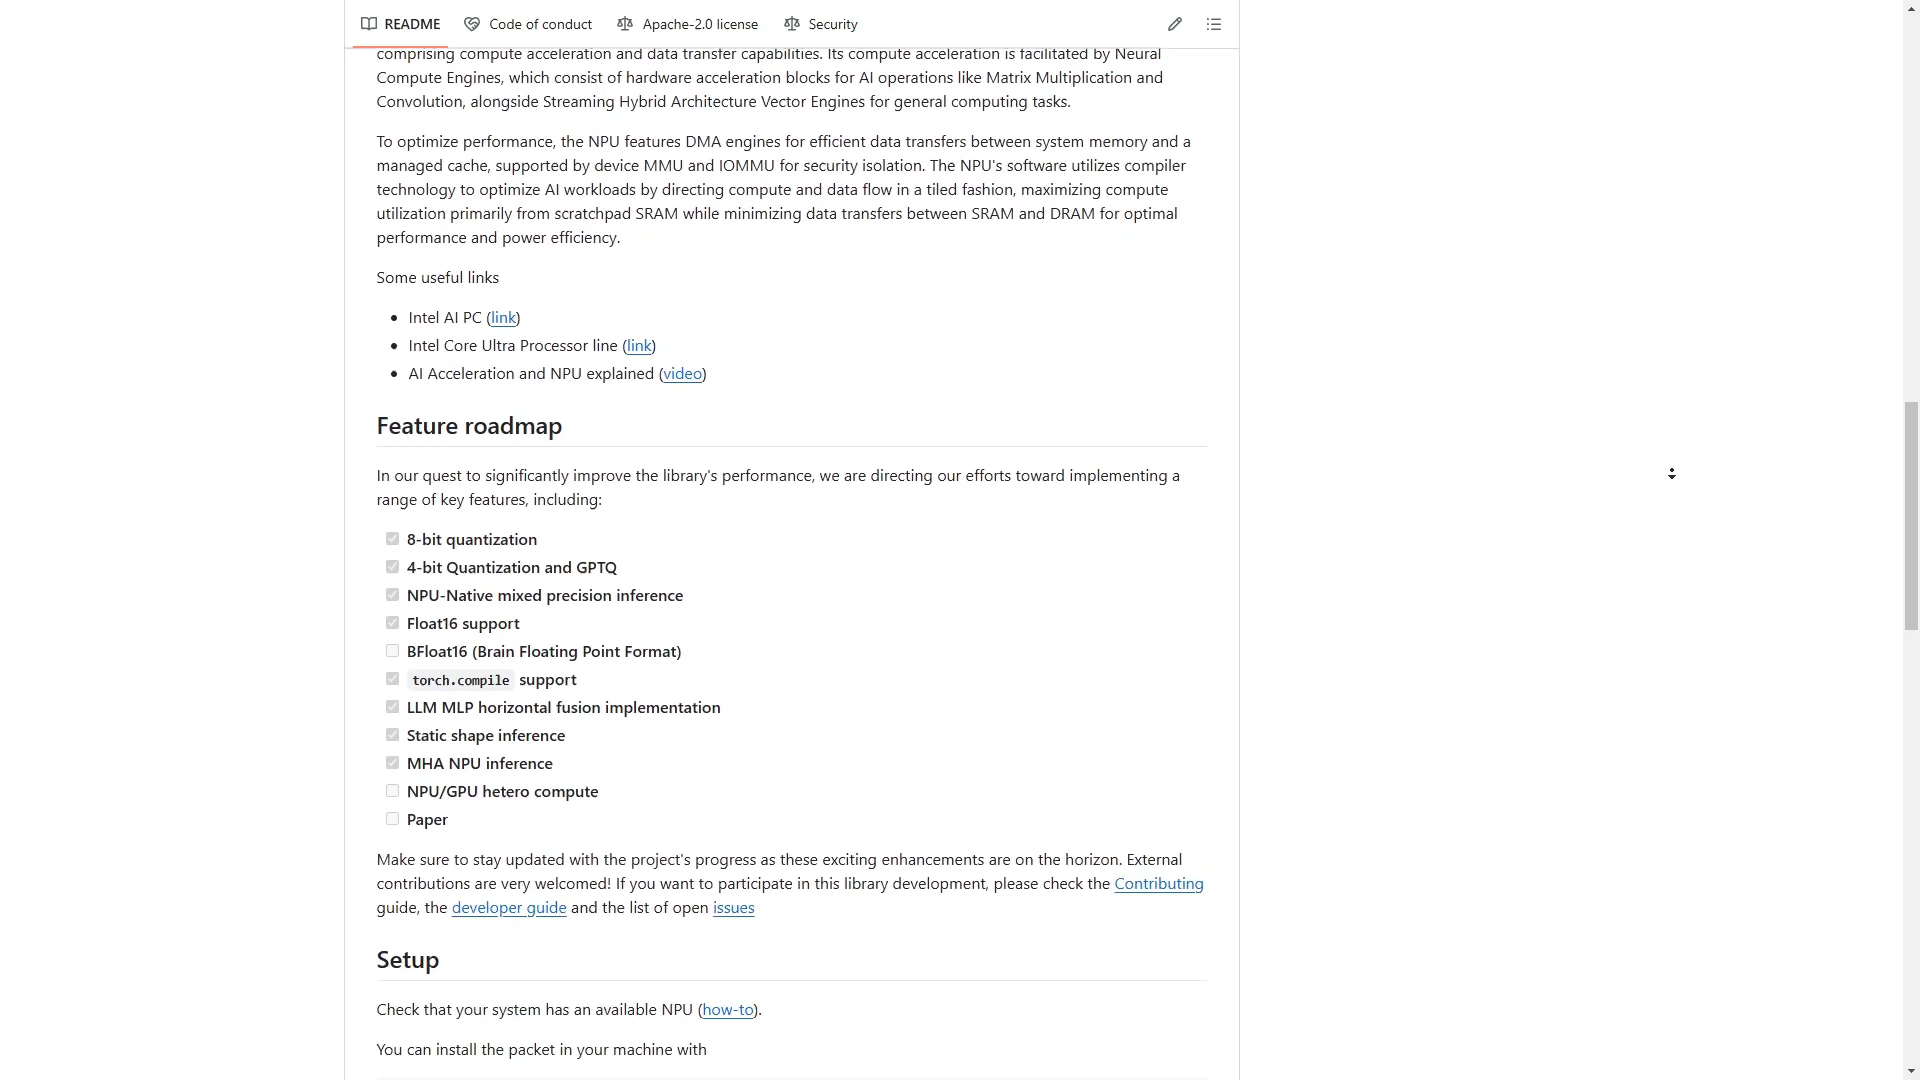 README
Code of conduct
Apache-2.0 license
Security
comprising compute acceleration and data transfer capabilities. Its compute acceleration is facilitated by Neural
Compute Engines, which consist of hardware acceleration blocks for AI operations like Matrix Multiplication and
Convolution, alongside Streaming Hybrid Architecture Vector Engines for general computing tasks.
To optimize performance, the NPU features DMA engines for efficient data transfers between system memory and a
managed cache, supported by device MMU and IOMMU for security isolation. The NPU's software utilizes compiler
technology to optimize AI workloads by directing compute and data flow in a tiled fashion, maximizing compute
utilization primarily from scratchpad SRAM while minimizing data transfers between SRAM and DRAM for optimal
performance and power efficiency.
Some useful links
• Intel AI PC (link)
• Intel Core Ultra Processor line (link)
• AI Acceleration and NPU explained (video)
Feature roadmap
In our quest to significantly improve the library's performance, we are directing our efforts toward implementing a
range of key features, including:
8-bit quantization
4-bit Quantization and GPTQ
NPU-Native mixed precision inference
Float16 support
BFloat16 (Brain Floating Point Format)
torch.compile support
LLM MLP horizontal fusion implementation
Static shape inference
MHA NPU inference
NPU/GPU hetero compute
Paper
Make sure to stay updated with the project's progress as these exciting enhancements are on the horizon. External
contributions are very welcomed! If you want to participate in this library development, please check the Contributing
guide, the developer guide and the list of open issues
Setup
Check that your system has an available NPU (how-to).
You can install the packet in your machine with